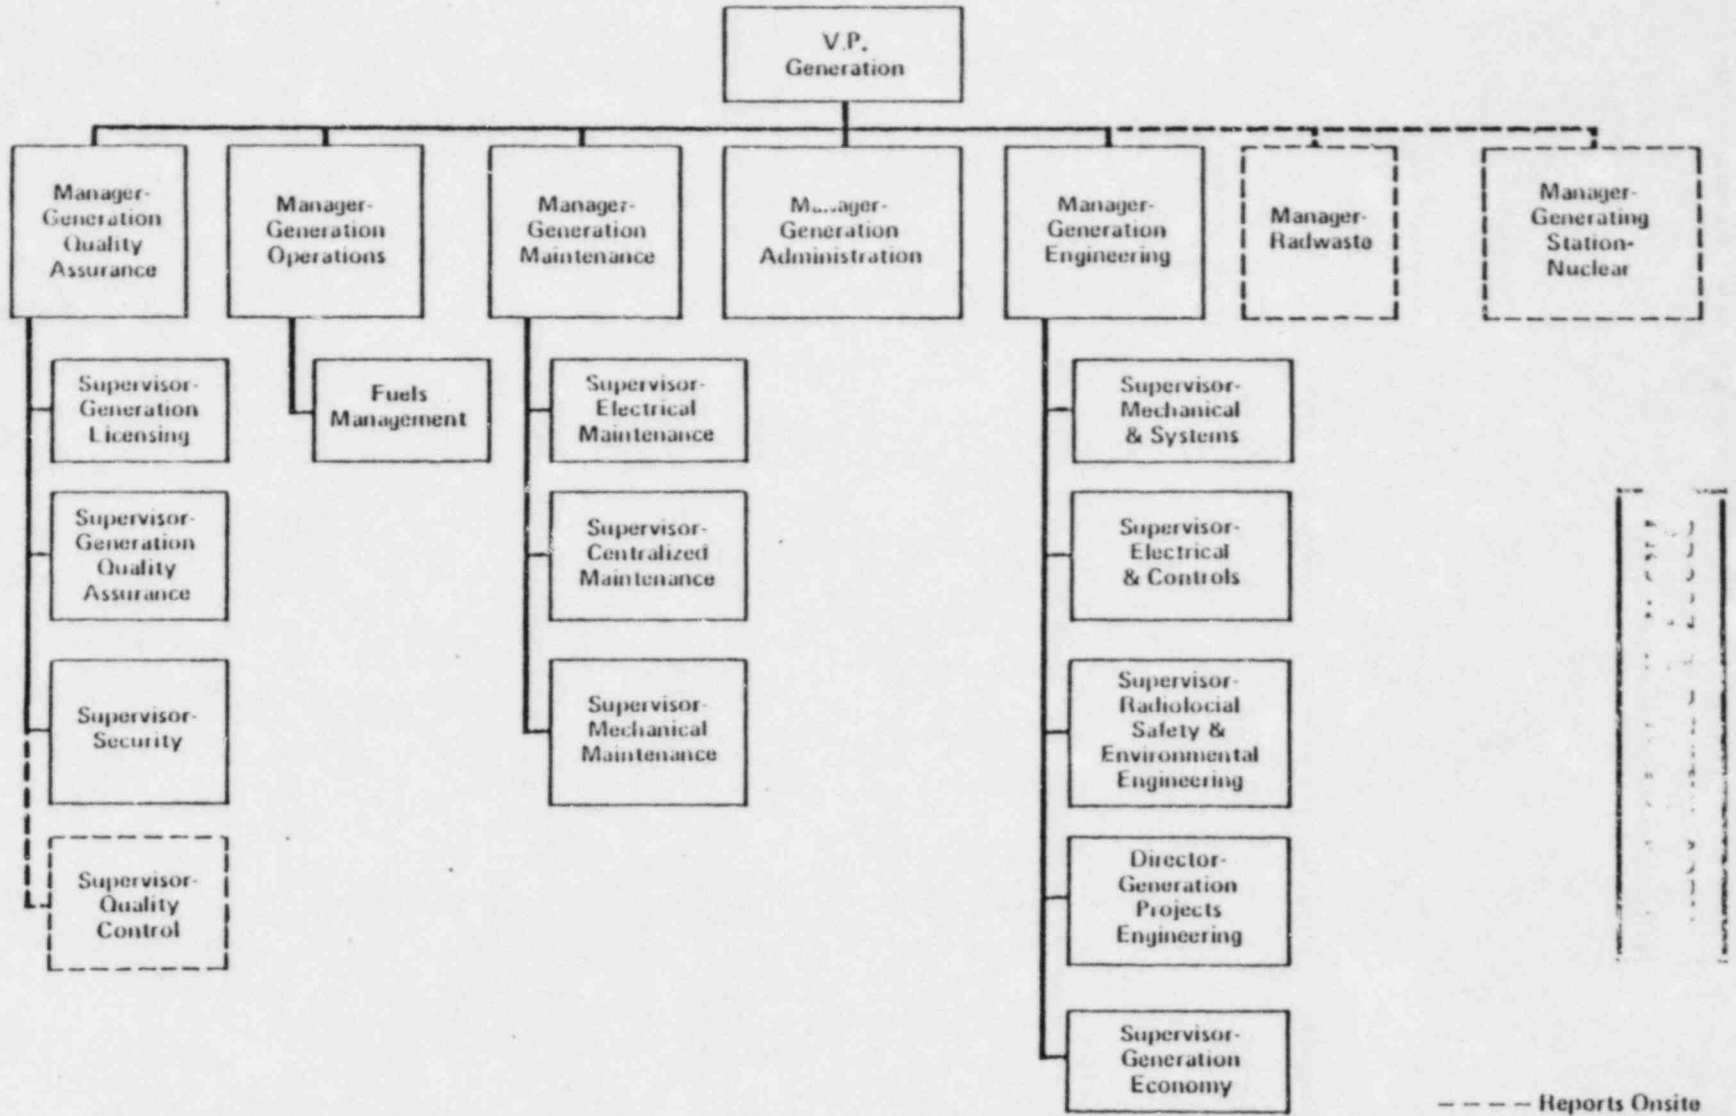 V.P.
Generation
Manager-
Generation
Quality
Assurance
Manager-
Generation
Operations
Manager-
Generation
Maintenance
Manager-
Generation
Administration
Manager-
Generation
Engineering
Manager-
Radwaste
Manager-
Generating
Station-
Nuclear
Supervisor-
Generation
Licensing
Fuels
Management
Supervisor-
Electrical
Maintenance
Supervisor-
Mechanical
& Systems
Supervisor-
Generation
Quality
Assurance
Supervisor-
Centralized
Maintenance
Supervisor-
Electrical
& Controls
Supervisor-
Security
Supervisor-
Mechanical
Maintenance
Supervisor-
Radiolocial
Safety &
Environmental
Engineering
Supervisor-
Quality
Control
Director-
Generation
Projects
Engineering
Supervisor-
Generation
Economy
Reports Onsite